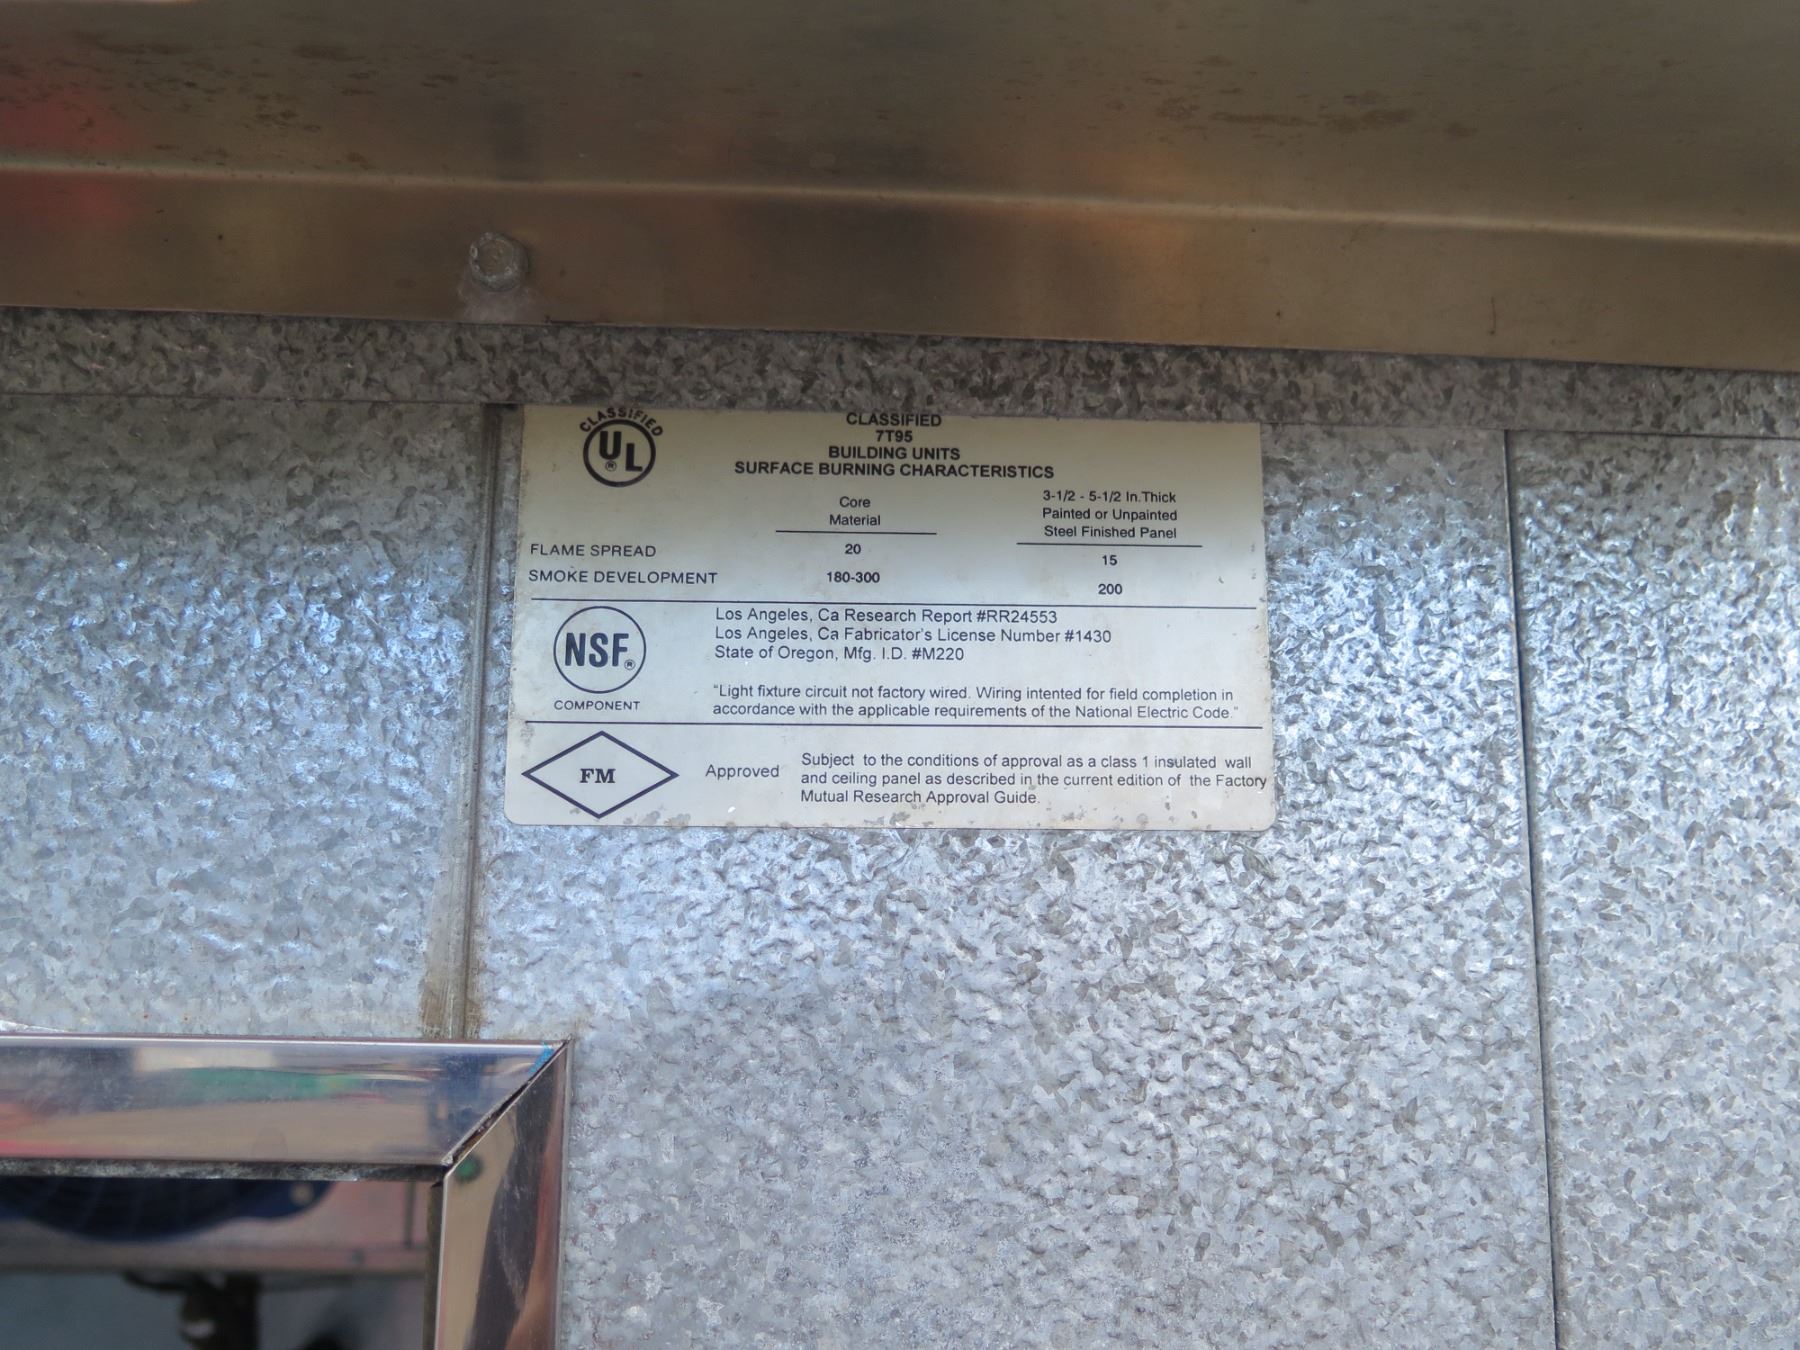 CLASSIFIED
UL®
CLASSIFIED
7T95
BUILDING UNITS
SURFACE BURNING CHARACTERISTICS
Core
Material
3-1/2 - 5-1/2 In.Thick
Painted or Unpainted
Steel Finished Panel
FLAME SPREAD 20 15
SMOKE DEVELOPMENT 180-300 200
NSF®
COMPONENT
Los Angeles, Ca Research Report #RR24553
Los Angeles, Ca Fabricator's License Number #1430
State of Oregon, Mfg. I.D. #M220
"Light fixture circuit not factory wired. Wiring intented for field completion in
accordance with the applicable requirements of the National Electric Code."
FM
Approved
Subject to the conditions of approval as a class 1 insulated wall
and ceiling panel as described in the current edition of the Factory
Mutual Research Approval Guide.